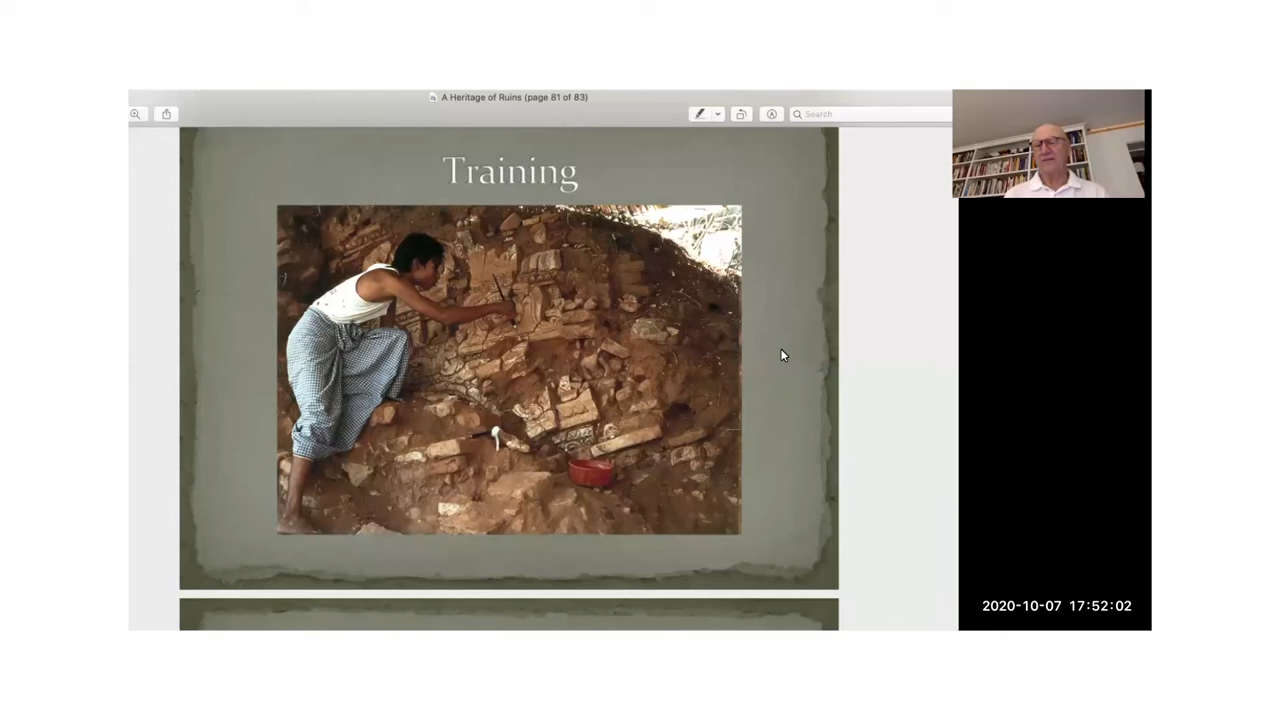 A Heritage of Ruins (page 81 of 83)
Search
Training
2020-10-07 17:52:02